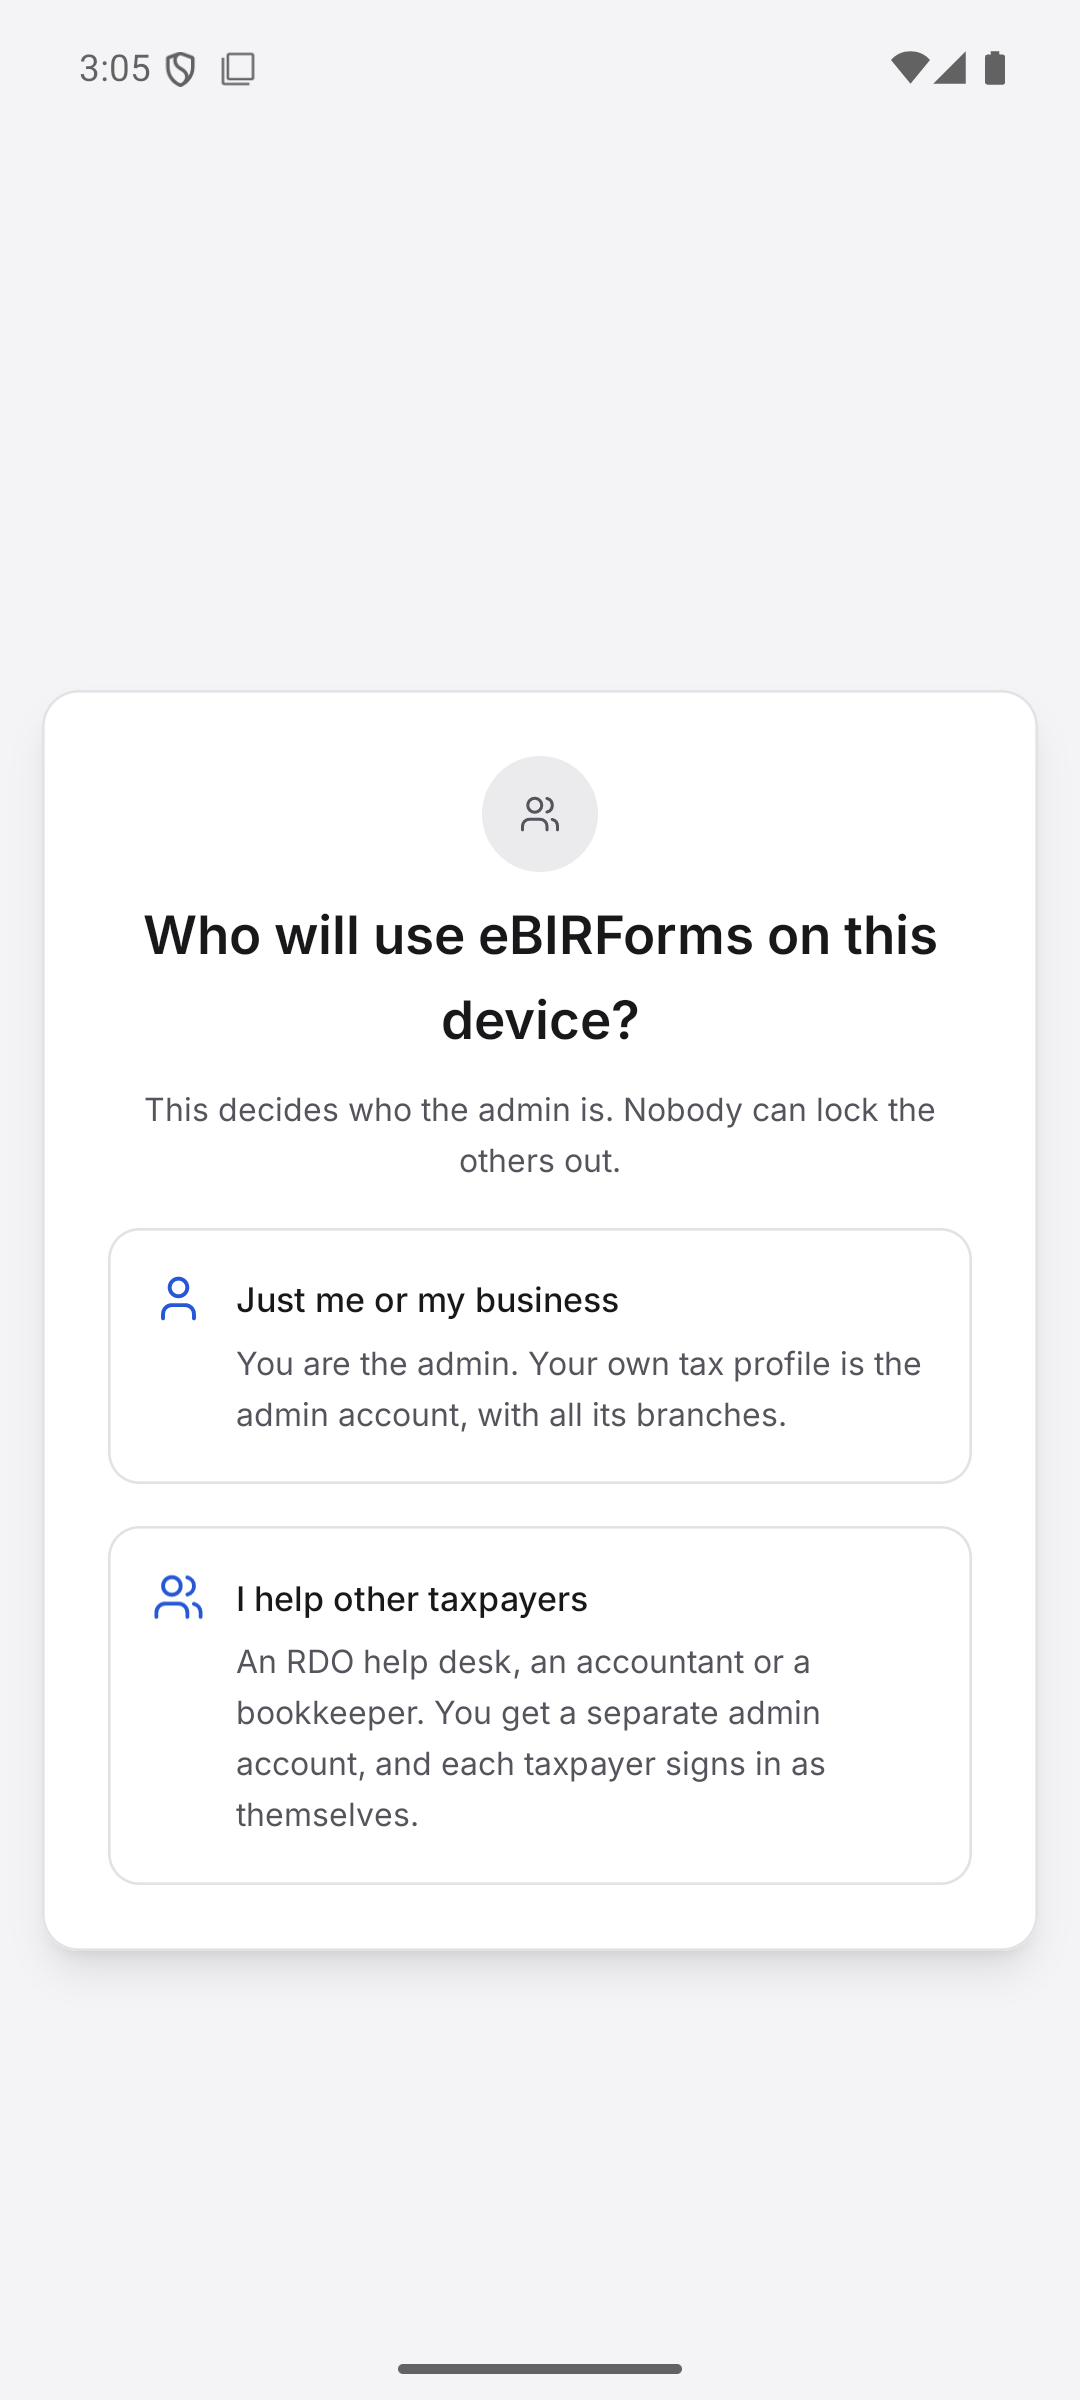 3:05
Who will use eBIRForms on this
device?
This decides who the admin is. Nobody can lock the
others out.
Just me or my business
You are the admin. Your own tax profile is the
admin account, with all its branches.
I help other taxpayers
An RDO help desk, an accountant or a
bookkeeper. You get a separate admin
account, and each taxpayer signs in as
themselves.